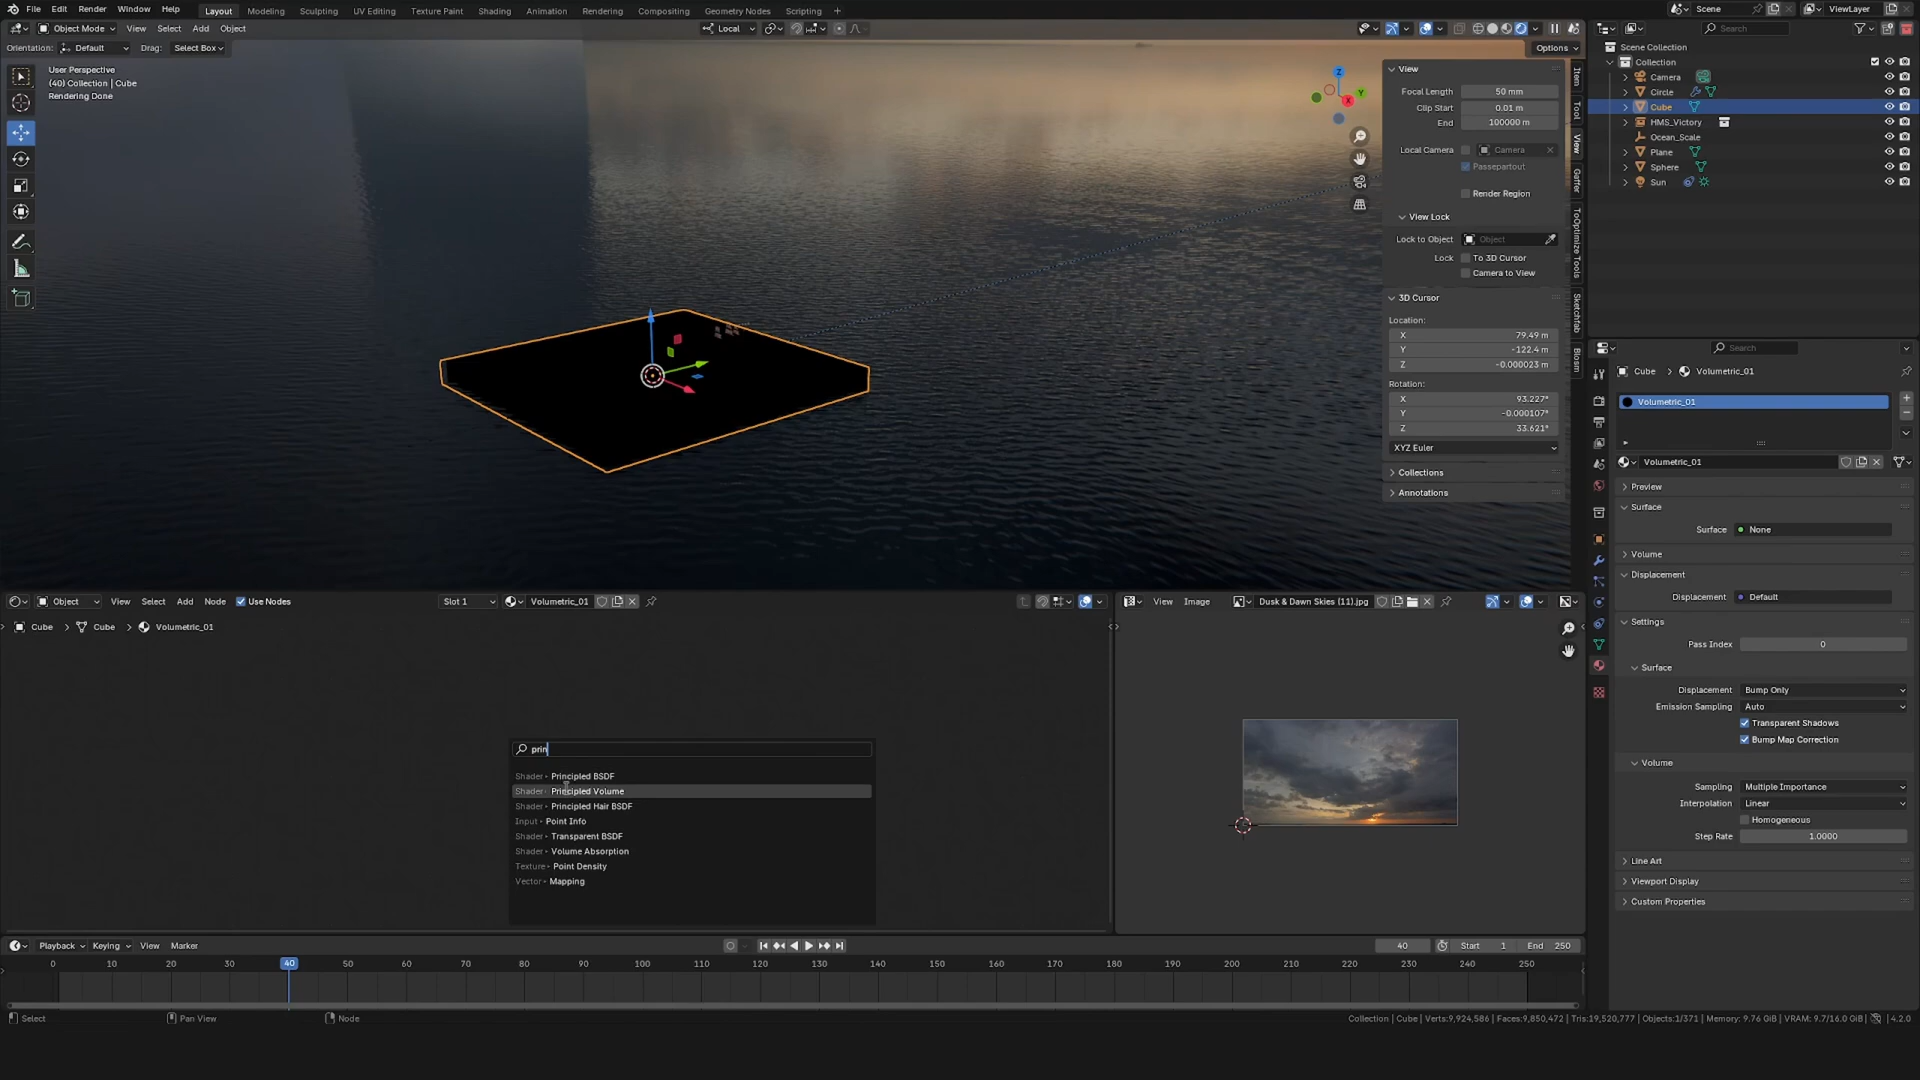 File Edit Render Window Help Layout Modeling Sculpting UV Editing Texture Paint Shading Animation Rendering Compositing Geometry Nodes Scripting + Scene ViewLayer
Object Mode View Select Add Object Local Search
Orientation: Default Drag: Select Box Options
User Perspective
(40) Collection | Cube
Rendering Done
Z
Y
X
View
Focal Length 50 mm
Clip Start 0.01 m
End 100000 m
Local Camera Camera
Passepartout
Render Region
View Lock
Lock to Object Object
Lock To 3D Cursor
Camera to View
3D Cursor
Location:
X 79.49 m
Y -122.4 m
Z -0.000023 m
Rotation:
X 93.227°
Y -0.000107°
Z 33.621°
XYZ Euler
Collections
Annotations
Item
Tool
View
Gaffer
ToOptimize Tools
Sketchfab
Blosm
Scene Collection
Collection
Camera
Circle
Cube
HMS_Victory
Ocean_Scale
Plane
Sphere
Sun
Search
Cube Volumetric_01
Volumetric_01
Volumetric_01
Preview
Surface
Surface None
Volume
Displacement
Displacement Default
Settings
Pass Index 0
Surface
Displacement Bump Only
Emission Sampling Auto
Transparent Shadows
Bump Map Correction
Volume
Sampling Multiple Importance
Interpolation Linear
Homogeneous
Step Rate 1.0000
Line Art
Viewport Display
Custom Properties
Object View Select Add Node Use Nodes Slot 1 Volumetric_01
Cube Cube Volumetric_01
prin
Shader Principled BSDF
Shader Principled Volume
Shader Principled Hair BSDF
Input Point Info
Shader Transparent BSDF
Shader Volume Absorption
Texture Point Density
Vector Mapping
View Image Dusk & Dawn Skies (11).jpg
Playback Keying View Marker 40 Start 1 End 250
0 10 20 30 40 50 60 70 80 90 100 110 120 130 140 150 160 170 180 190 200 210 220 230 240 250
Select Pan View Node Collection | Cube | Verts:9,924,586 | Faces:9,850,472 | Tris:19,520,777 | Objects:1/371 | Memory: 9.76 GiB | VRAM: 9.7/16.0 GiB | 4.2.0